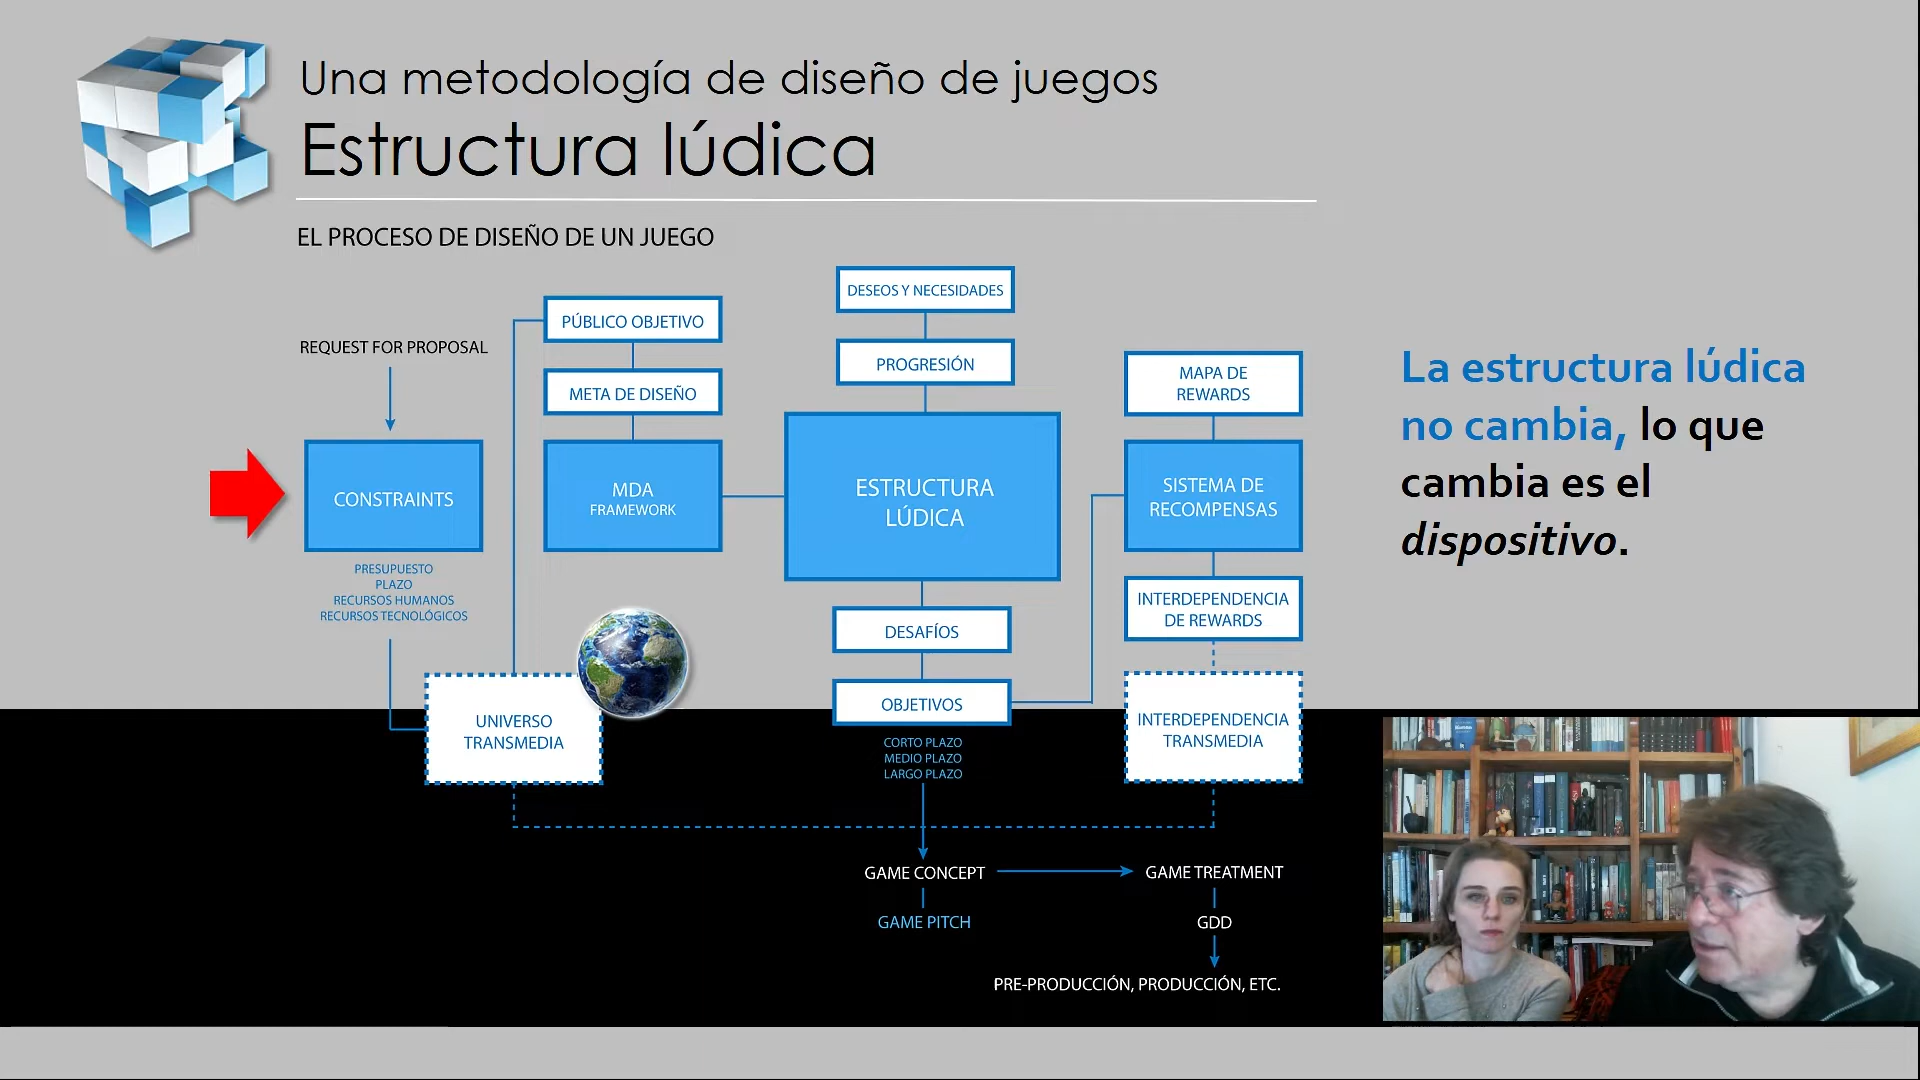 Una metodología de diseño de juegos
Estructura lúdica
EL PROCESO DE DISEÑO DE UN JUEGO
REQUEST FOR PROPOSAL
CONSTRAINTS
PRESUPUESTO
PLAZO
RECURSOS HUMANOS
RECURSOS TECNOLÓGICOS
UNIVERSO
TRANSMEDIA
PÚBLICO OBJETIVO
META DE DISEÑO
MDA
FRAMEWORK
DESEOS Y NECESIDADES
PROGRESIÓN
ESTRUCTURA
LÚDICA
DESAFÍOS
OBJETIVOS
CORTO PLAZO
MEDIO PLAZO
LARGO PLAZO
MAPA DE
REWARDS
SISTEMA DE
RECOMPENSAS
INTERDEPENDENCIA
DE REWARDS
INTERDEPENDENCIA
TRANSMEDIA
GAME CONCEPT
GAME PITCH
GAME TREATMENT
GDD
PRE-PRODUCCIÓN, PRODUCCIÓN, ETC.
La estructura lúdica
no cambia, lo que
cambia es el
dispositivo.